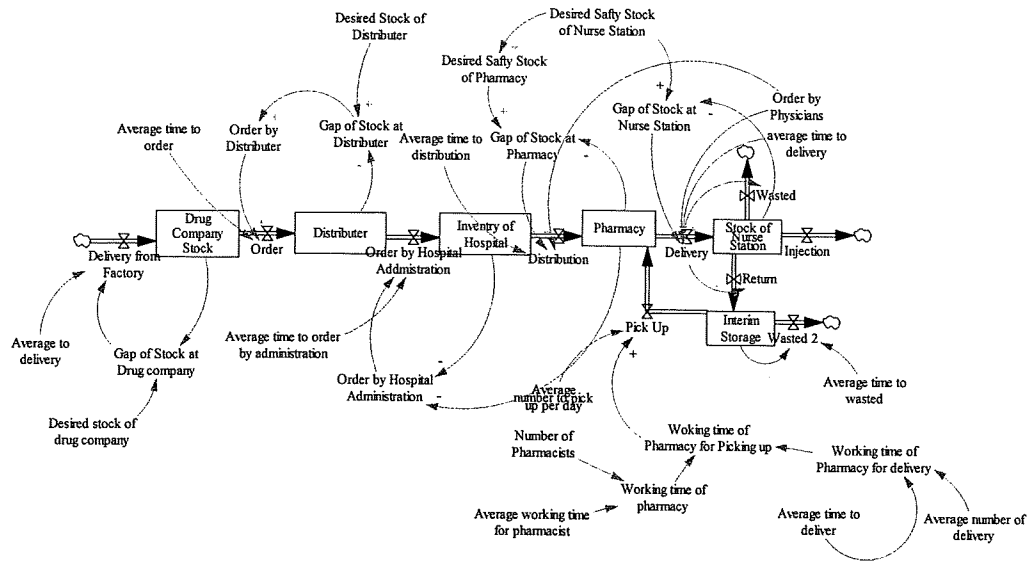 Desired Stock of
Distributer
Desired Safty Stock
of Nurse Station
Desired Safty Stock
of Pharmacy
Average time to
order
Order by
Distributer
Gap of Stock at
Distributer
Average time to
distribution
Gap of Stock at
Pharmacy
Gap of Stock at
Nurse Station
Order by
Physicians
average time to
delivery
Wasted
Drug
Company
Stock
Order
Distributer
Inventry of
Hospital
Order by Hospital
Addmistration
Distribution
Pharmacy
Delivery
Stock of
Nurse
Station
Injection
Delivery from
Factory
Return
Average to
delivery
Gap of Stock at
Drug company
Average time to order
by administration
Order by Hospital
Administration
Pick Up
Interim
Storage
Wasted 2
Average time to
wasted
Desired stock of
drug company
Average
number to pick
up per day
Number of
Pharmacists
Woking time of
Pharmacy for Picking up
Working time of
Pharmacy for delivery
Working time of
pharmacy
Average working time
for pharmacist
Average time to
deliver
Average number of
delivery
+
+
+
+
+
-
-
-
-
-